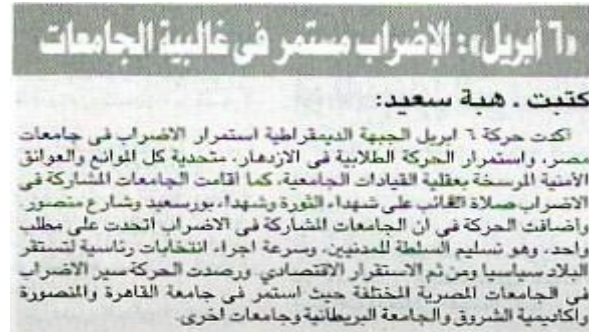 «٦ أبريل»: الإضراب مستمر فى غالبية الجامعات
كتبت . هبة سعيد:
اكدت حركة ٦ ابريل الجبهة الديمقراطية استمرار الاضراب فى جامعات
مصر، واستمرار الحركة الطلابية فى الازدهار، متحدية كل الموانع والعوائق
الأمنية المرسخة بعقلية القيادات الجامعية، كما اقامت الجامعات المشاركة فى
الاضراب صلاة الغائب على شهداء الثورة وشهداء بورسعيد وشارع منصور.
واضافت الحركة فى ان الجامعات المشاركة فى الاضراب اتحدت على مطلب
واحد، وهو تسليم السلطة للمدنيين، وسرعة اجراء انتخابات رئاسية لتستقر
البلاد سياسيا ومن ثم الاستقرار الاقتصادي. ورصدت الحركة سير الاضراب
فى الجامعات المصرية المختلفة حيث استمر فى جامعة القاهرة والمنصورة
واكاديمية الشروق والجامعة البريطانية وجامعات اخرى.